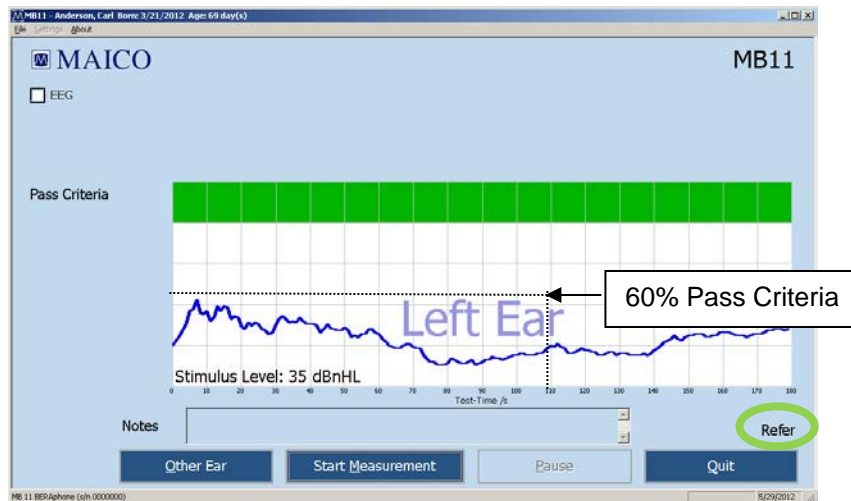 MB11 - Anderson, Carl Born: 3/21/2012 Age: 69 day(s)
File Settings About
MAICO
MB11
EEG
Pass Criteria
60% Pass Criteria
Left Ear
Stimulus Level: 35 dBnHL
0 10 20 30 40 50 60 70 80 90 100 110 120 130 140 150 160 170 180
Test-Time /s
Notes
Refer
Other Ear Start Measurement Pause Quit
MB 11 BERAphone (s/n 0000000) 5/29/2012